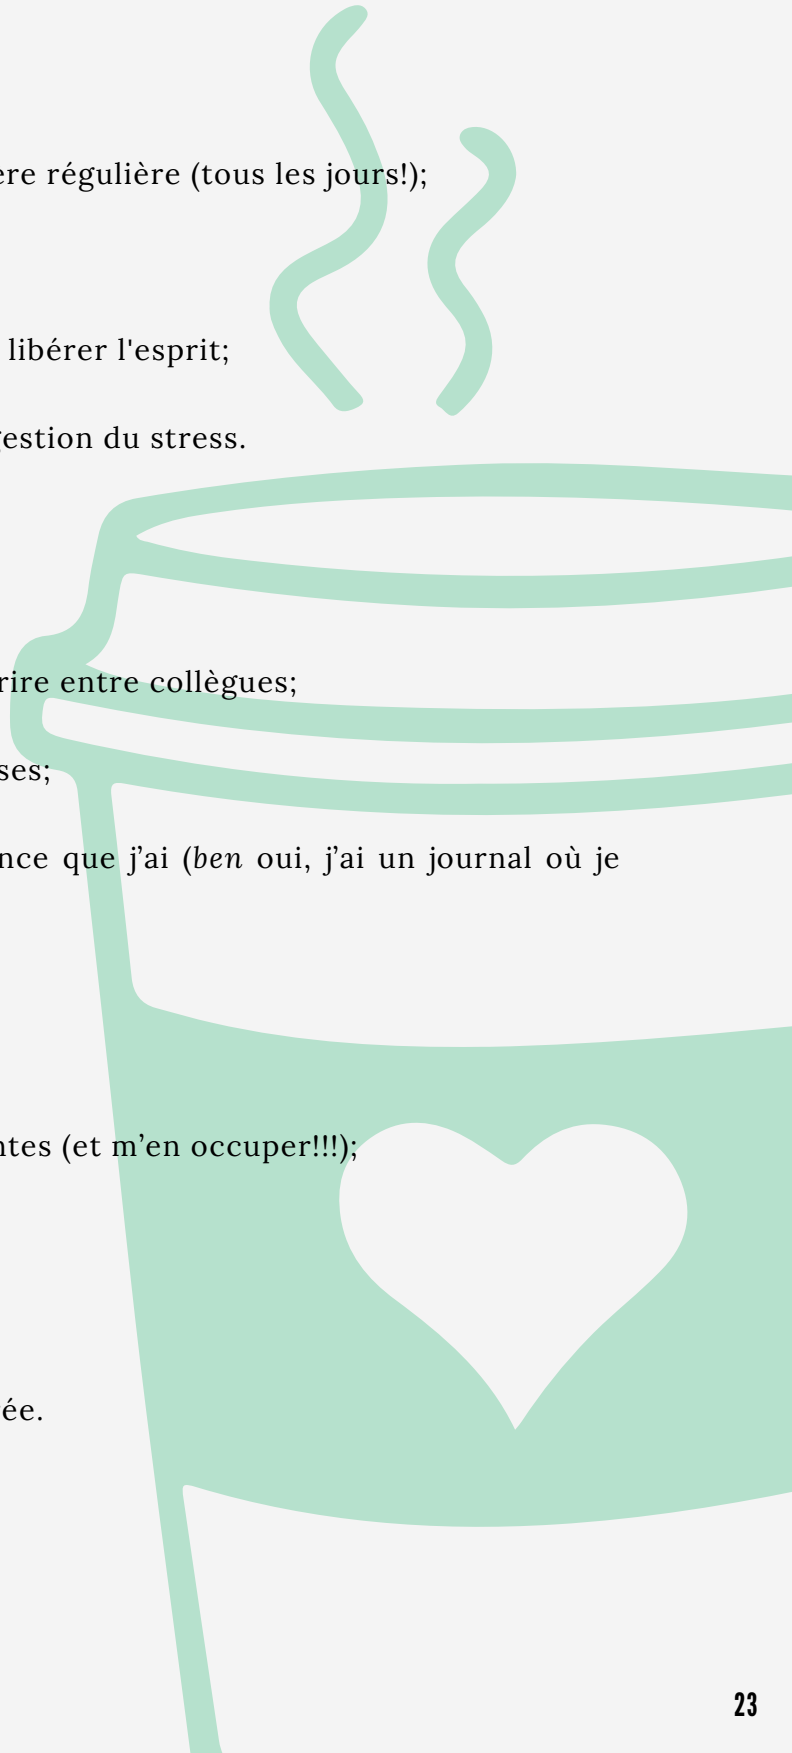 ère régulière (tous les jours!);
libérer l'esprit;
gestion du stress.
rire entre collègues;
ses;
nce que j’ai (ben oui, j’ai un journal où je
ntes (et m’en occuper!!!);
ée.
23